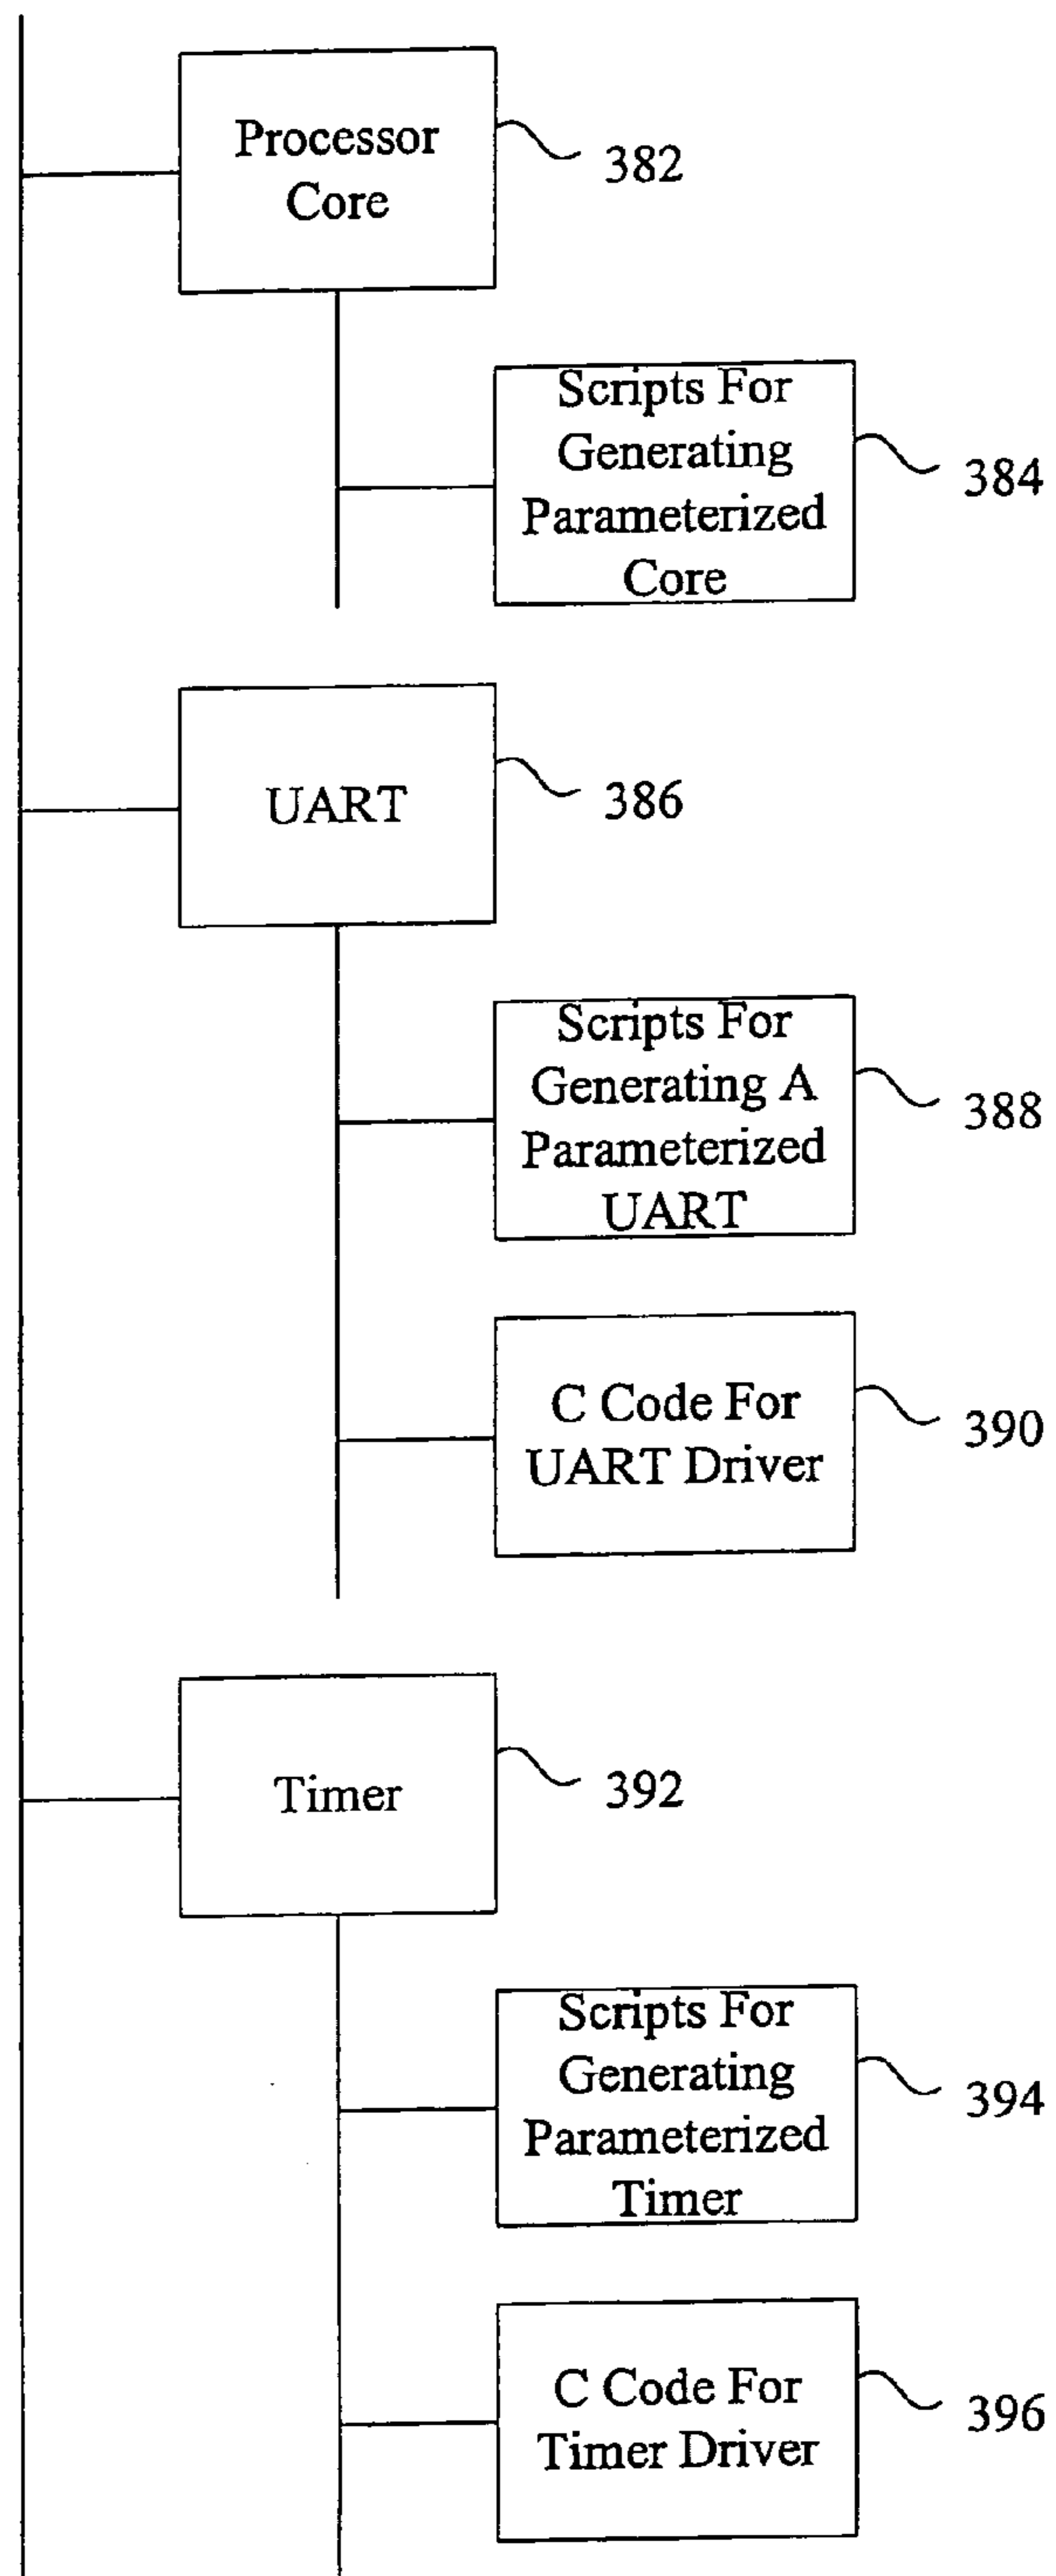 Processor
Core
382
Scripts For
Generating
Parameterized
Core
384
UART
386
Scripts For
Generating A
Parameterized
UART
388
C Code For
UART Driver
390
Timer
392
Scripts For
Generating
Parameterized
Timer
394
C Code For
Timer Driver
396